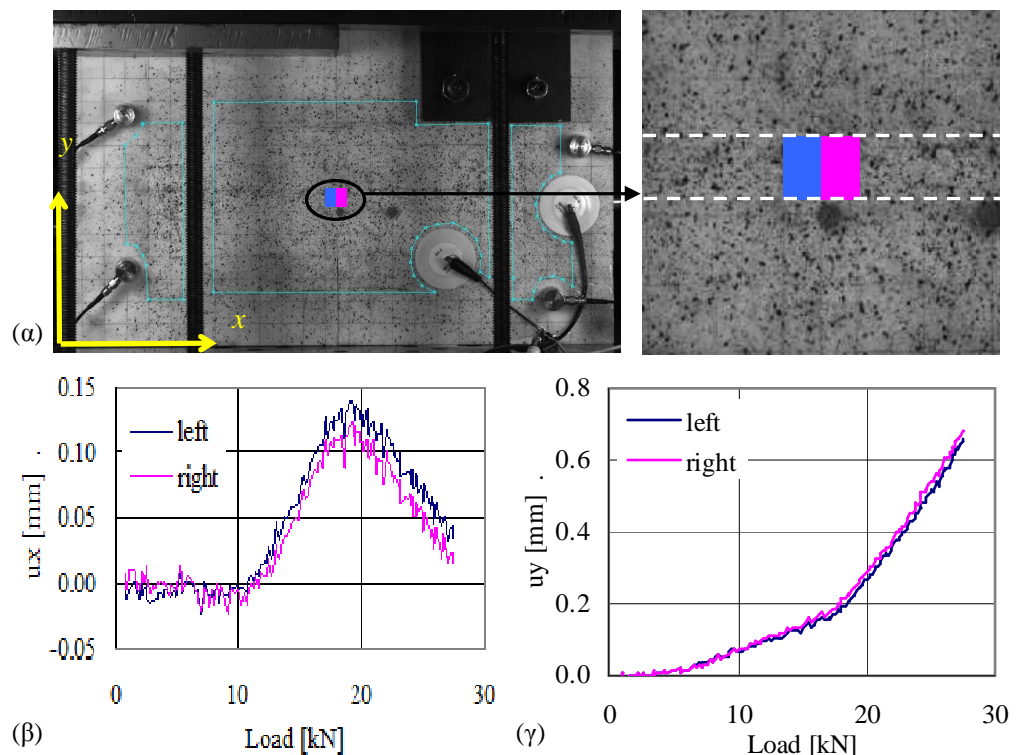 y
x
(α)
0.15
0.10
0.05
0.00
-0.05
ux [mm] .
left
right
0
10
20
30
Load [kN]
(β)
0.8
0.6
0.4
0.2
0.0
uy [mm] .
left
right
0
10
20
30
Load [kN]
(γ)